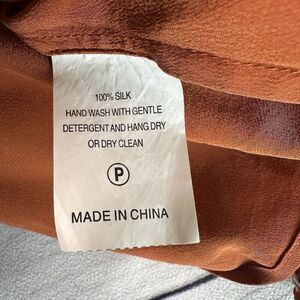 100% SILK
HAND WASH WITH GENTLE
DETERGENT AND HANG DRY
OR DRY CLEAN
P
MADE IN CHINA